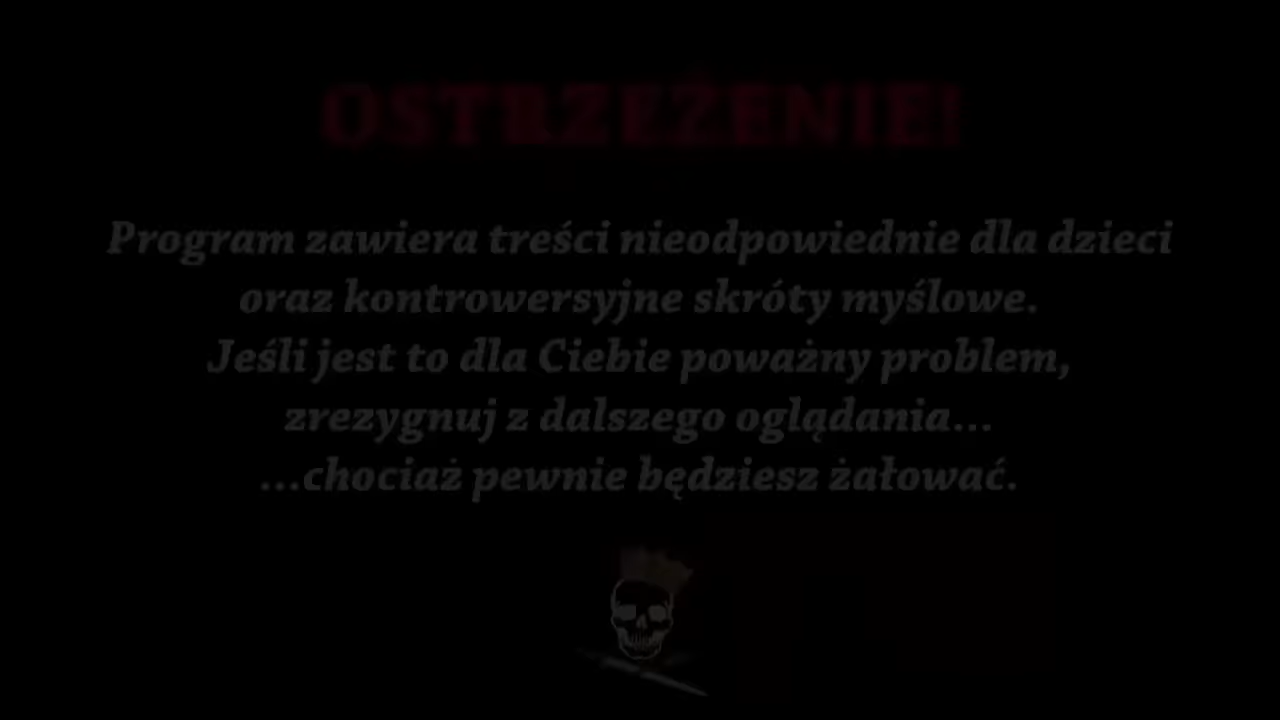 OSTRZEŻENIE!
Program zawiera treści nieodpowiednie dla dzieci
oraz kontrowersyjne skróty myślowe.
Jeśli jest to dla Ciebie poważny problem,
zrezygnuj z dalszego oglądania...
...chociaż pewnie będziesz żałować.